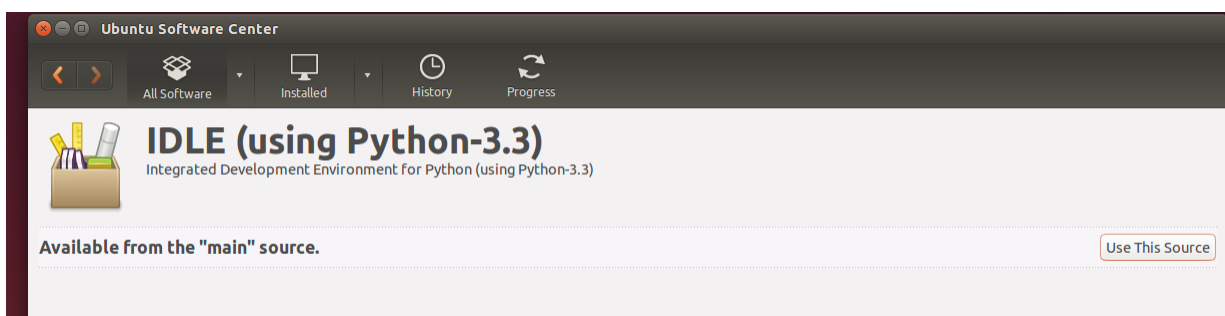 Ubuntu Software Center
All Software
Installed
History
Progress
IDLE (using Python-3.3)
Integrated Development Environment for Python (using Python-3.3)
Available from the "main" source.
Use This Source